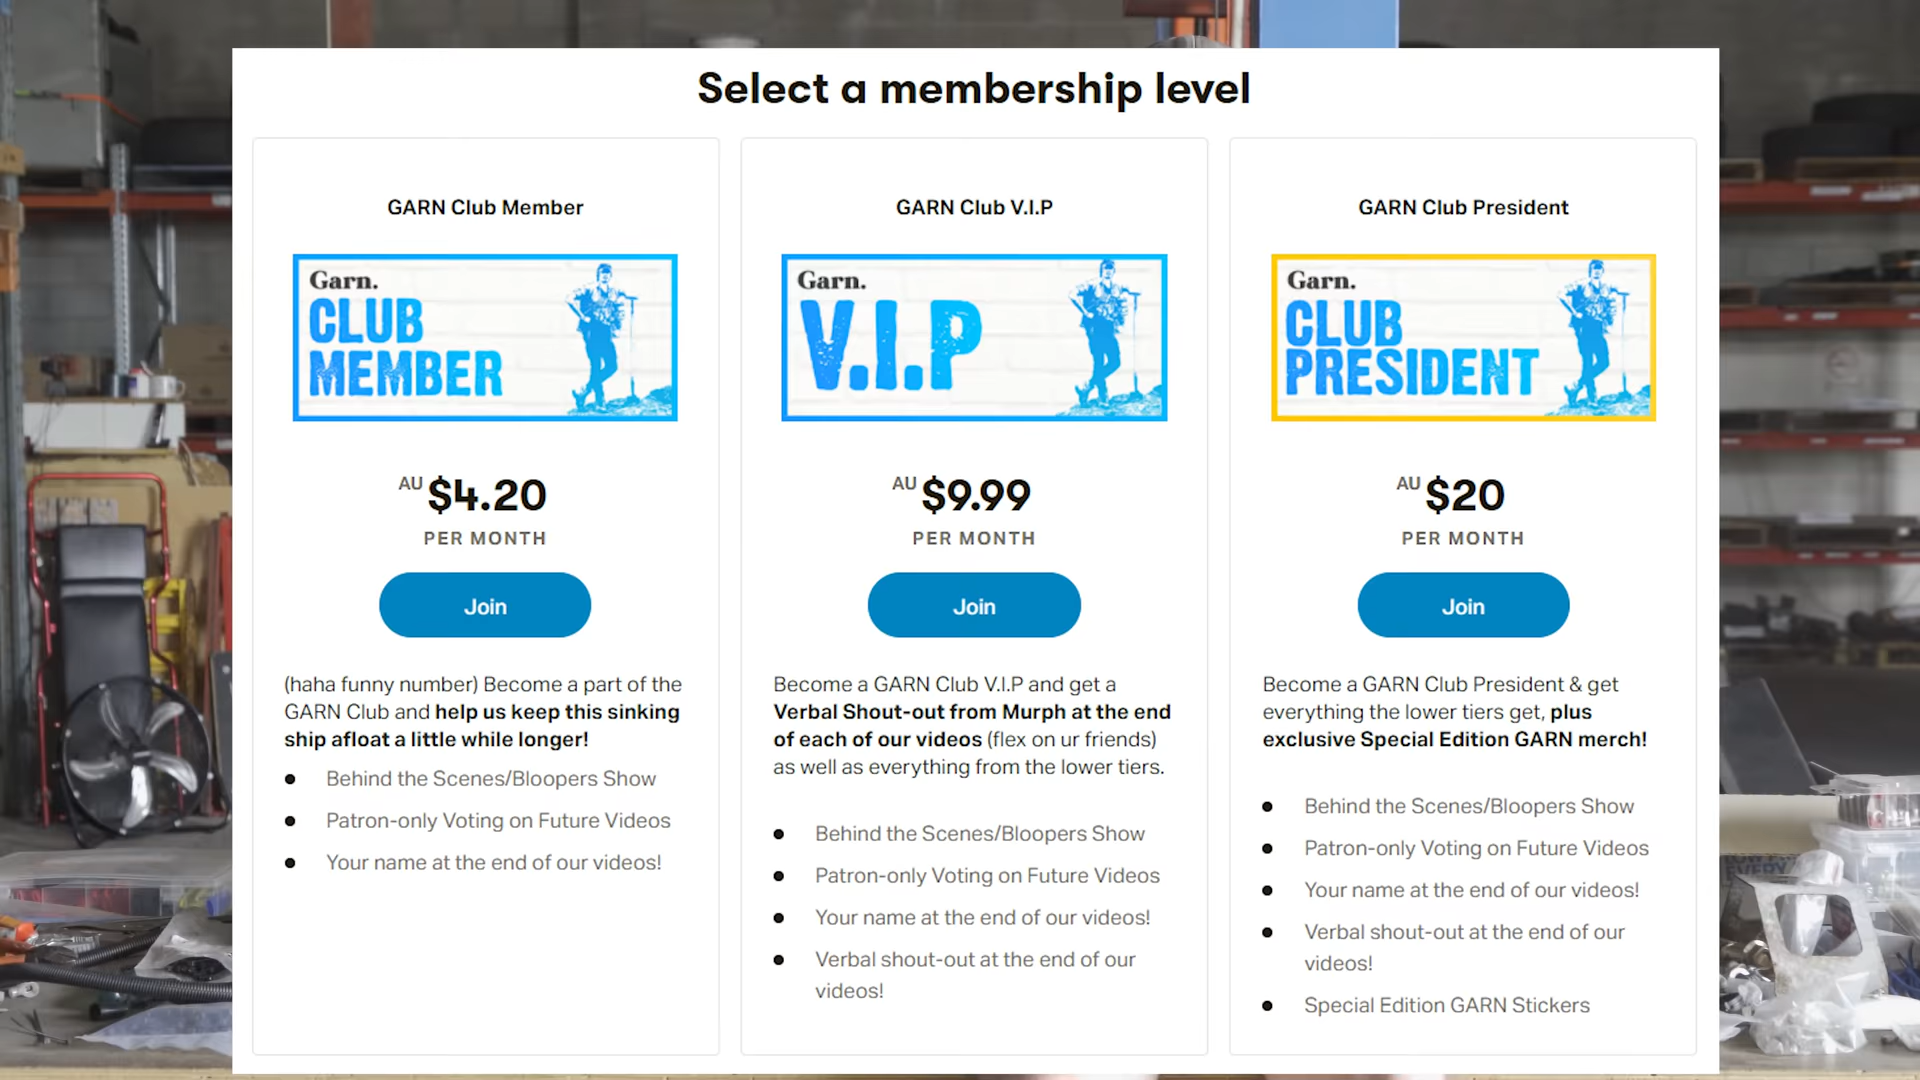 Select a membership level
GARN Club Member
Garn.
CLUB
MEMBER
AU $4.20
PER MONTH
Join
(haha funny number) Become a part of the
GARN Club and help us keep this sinking
ship afloat a little while longer!
Behind the Scenes/Bloopers Show
Patron-only Voting on Future Videos
Your name at the end of our videos!
GARN Club V.I.P
Garn.
V.I.P
AU $9.99
PER MONTH
Join
Become a GARN Club V.I.P and get a
Verbal Shout-out from Murph at the end
of each of our videos (flex on ur friends)
as well as everything from the lower tiers.
Behind the Scenes/Bloopers Show
Patron-only Voting on Future Videos
Your name at the end of our videos!
Verbal shout-out at the end of our
videos!
GARN Club President
Garn.
CLUB
PRESIDENT
AU $20
PER MONTH
Join
Become a GARN Club President & get
everything the lower tiers get, plus
exclusive Special Edition GARN merch!
Behind the Scenes/Bloopers Show
Patron-only Voting on Future Videos
Your name at the end of our videos!
Verbal shout-out at the end of our
videos!
Special Edition GARN Stickers